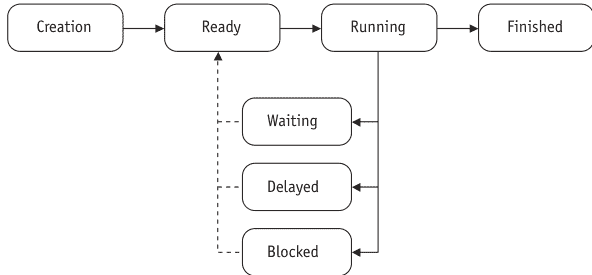 Creation
Ready
Running
Finished
Waiting
Delayed
Blocked